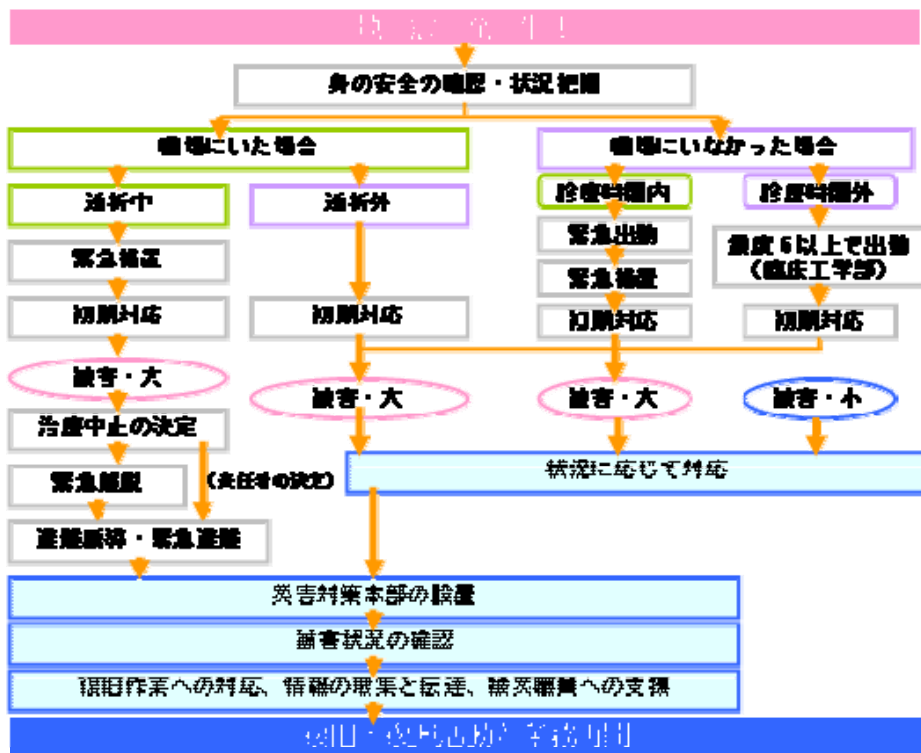 身の安全の確認・状況把握
職場にいた場合
職場にいなかった場合
透析中
透析外
診療時間内
診療時間外
緊急措置
緊急出勤
震度6以上で出勤
（臨床工学部）
緊急措置
初期対応
初期対応
初期対応
初期対応
被害・大
被害・大
被害・大
被害・小
治療中止の決定
緊急離脱
（責任者の決定）
状況に応じて対応
避難誘導・緊急避難
災害対策本部の設置
被害状況の確認
復旧作業への対応、情報の収集と伝達、被災職員への支援